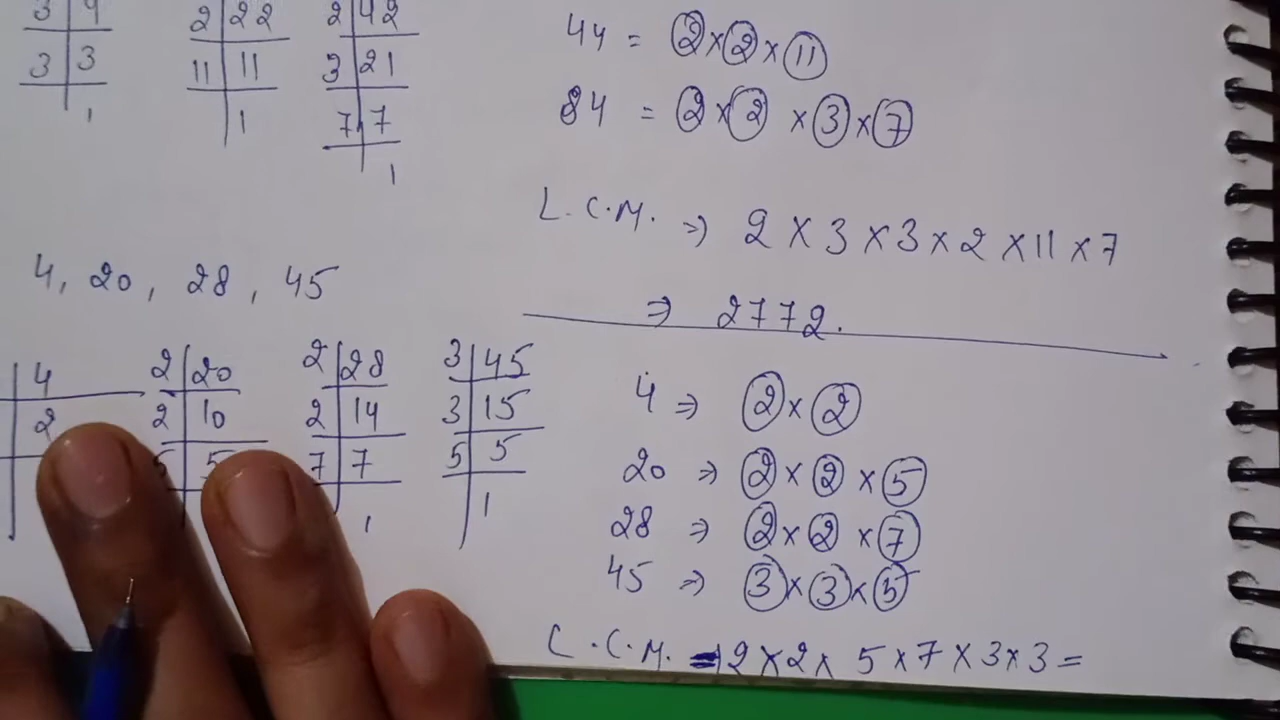 3 | 9
3 | 3
1
2 | 22
11 | 11
1
2 | 42
3 | 21
7 | 7
1
44 = 2 × 2 × 11
84 = 2 × 2 × 3 × 7
L.C.M. ⇒ 2 × 3 × 3 × 2 × 11 × 7
⇒ 2772.
4, 20, 28, 45
4
2
2 | 20
2 | 10
5 | 5
2 | 28
2 | 14
7 | 7
1
3 | 45
3 | 15
5 | 5
1
4 ⇒ 2 × 2
20 ⇒ 2 × 2 × 5
28 ⇒ 2 × 2 × 7
45 ⇒ 3 × 3 × 5
L.C.M. ⇒ 2 × 2 × 5 × 7 × 3 × 3 =